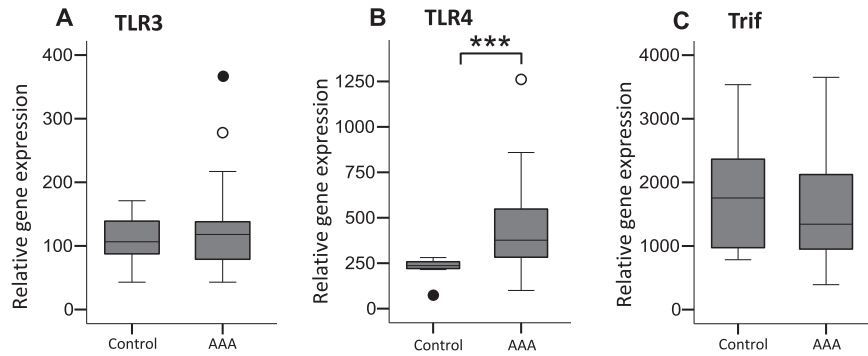 A TLR3
Relative gene expression
400
300
200
100
0
Control AAA
B TLR4
***
Relative gene expression
1250
1000
750
500
250
0
Control AAA
C Trif
Relative gene expression
4000
3000
2000
1000
0
Control AAA